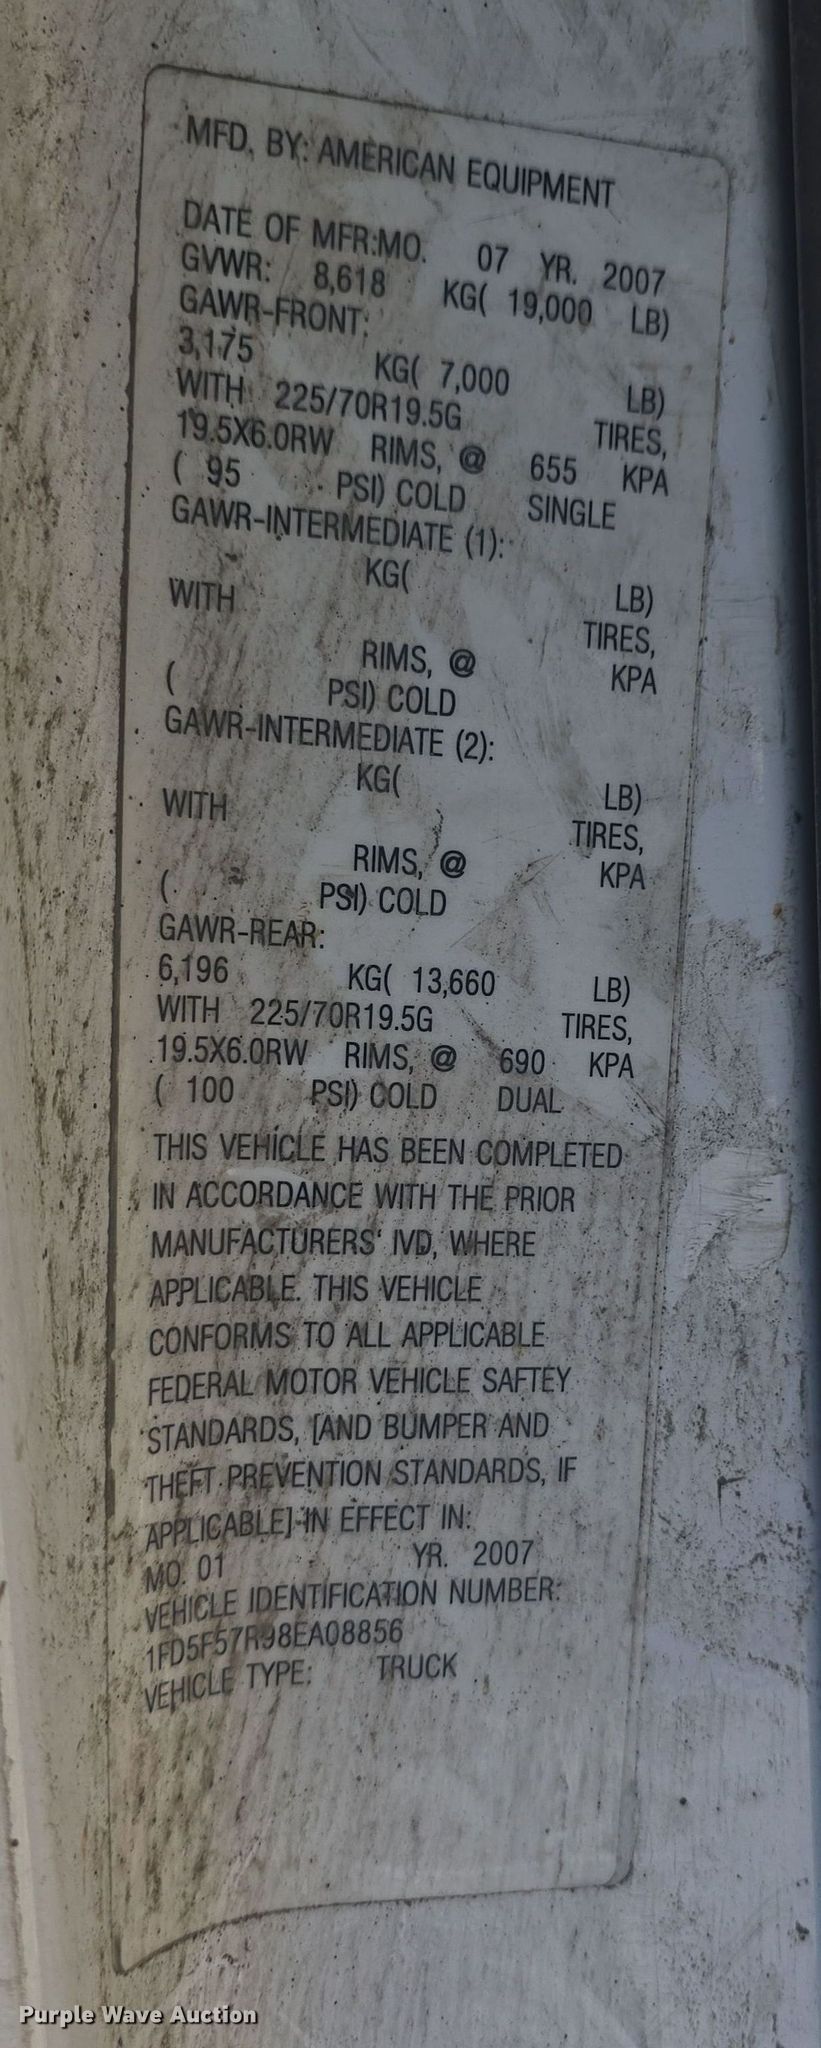 MFD. BY: AMERICAN EQUIPMENT
DATE OF MFR:MO. 07 YR. 2007
GVWR: 8,618 KG( 19,000 LB)
GAWR-FRONT:
3,175 KG( 7,000 LB)
WITH 225/70R19.5G TIRES,
19.5X6.0RW RIMS, @ 655 KPA
( 95 PSI) COLD SINGLE
GAWR-INTERMEDIATE (1):
KG( LB)
WITH TIRES,
RIMS, @ KPA
( PSI) COLD
GAWR-INTERMEDIATE (2):
KG( LB)
WITH TIRES,
RIMS, @ KPA
( PSI) COLD
GAWR-REAR:
6,196 KG( 13,660 LB)
WITH 225/70R19.5G TIRES,
19.5X6.0RW RIMS, @ 690 KPA
( 100 PSI) COLD DUAL
THIS VEHICLE HAS BEEN COMPLETED
IN ACCORDANCE WITH THE PRIOR
MANUFACTURERS' IVD, WHERE
APPLICABLE. THIS VEHICLE
CONFORMS TO ALL APPLICABLE
FEDERAL MOTOR VEHICLE SAFTEY
STANDARDS, [AND BUMPER AND
THEFT PREVENTION STANDARDS, IF
APPLICABLE] IN EFFECT IN:
MO. 01 YR. 2007
VEHICLE IDENTIFICATION NUMBER:
1FD5F57R98EA08856
VEHICLE TYPE: TRUCK
Purple Wave Auction